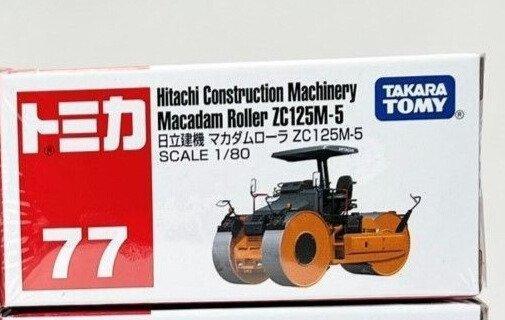 トミカ
77
Hitachi Construction Machinery
Macadam Roller ZC125M-5
日立建機 マカダムローラ ZC125M-5
SCALE 1/80
TAKARA
TOMY